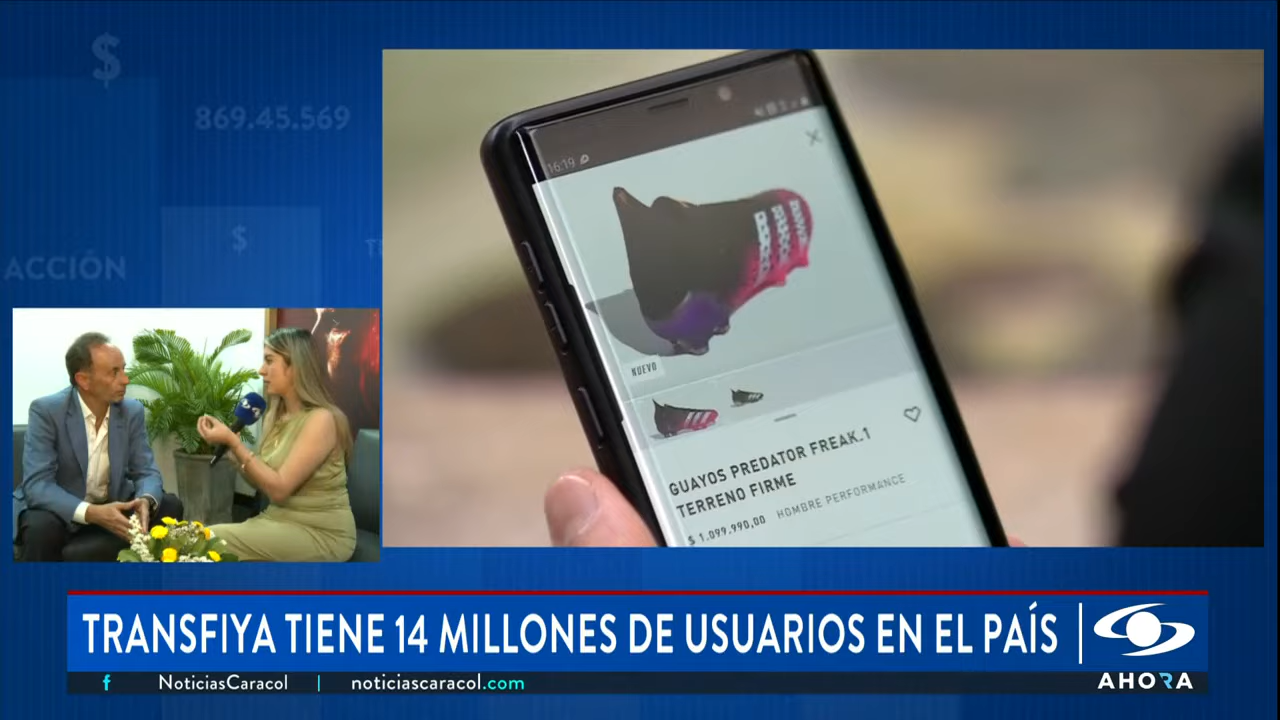 $
869.45.569
$
ACCIÓN
16:19
NUEVO
GUAYOS PREDATOR FREAK.1
TERRENO FIRME
$ 1.099.990,00 HOMBRE PERFORMANCE
TRANSFIYA TIENE 14 MILLONES DE USUARIOS EN EL PAÍS
NoticiasCaracol | noticiascaracol.com
AHORA